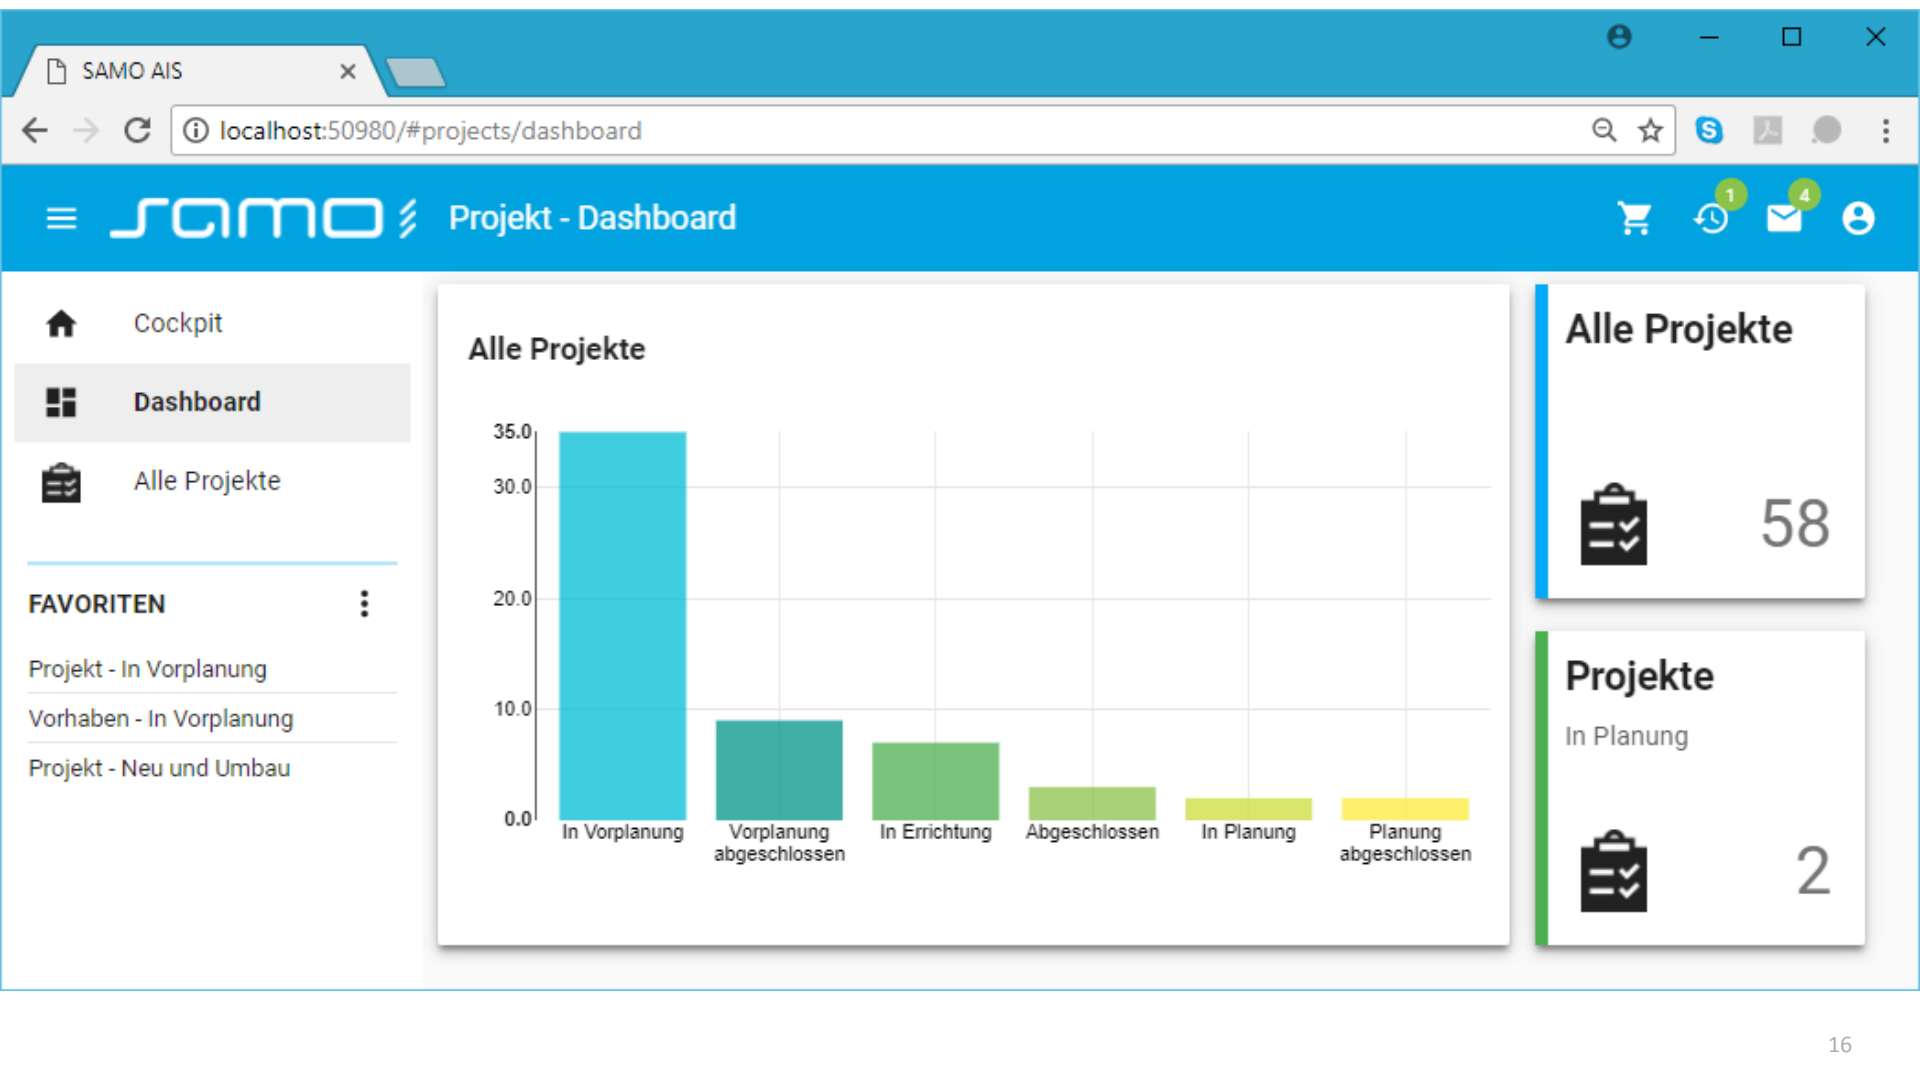 SAMO AIS
localhost:50980/#projects/dashboard
samo
Projekt - Dashboard
1
4
Cockpit
Dashboard
Alle Projekte
FAVORITEN
Projekt - In Vorplanung
Vorhaben - In Vorplanung
Projekt - Neu und Umbau
Alle Projekte
35.0
30.0
20.0
10.0
0.0
In Vorplanung
Vorplanung
abgeschlossen
In Errichtung
Abgeschlossen
In Planung
Planung
abgeschlossen
Alle Projekte
58
Projekte
In Planung
2
16